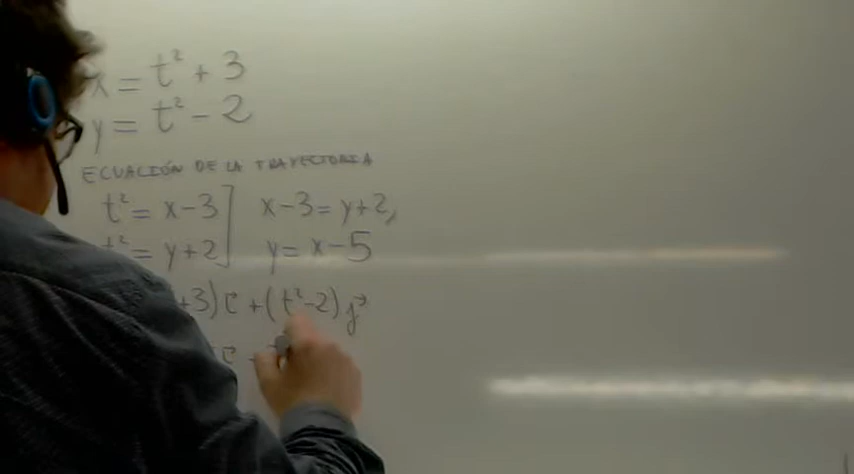 x = t² + 3
y = t² - 2
ECUACIÓN DE LA TRAYECTORIA
t² = x-3] x-3 = y+2,
t² = y+2] y = x-5
+3)i⃗ + (t²-2)j⃗